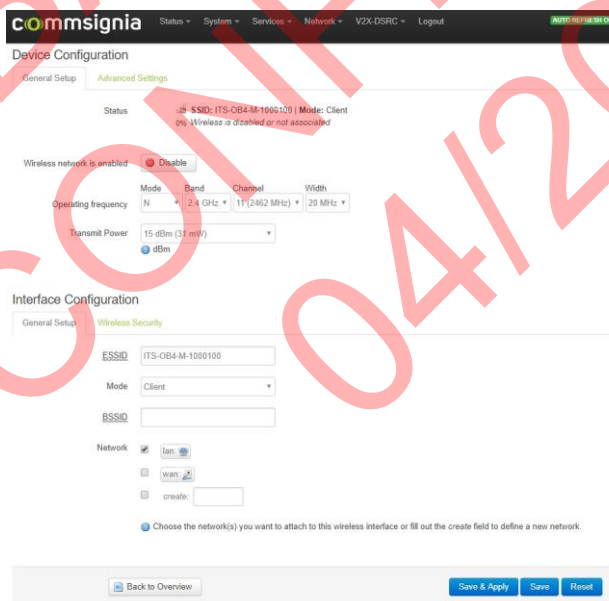 commsignia Status System Services Network V2X-DSRC Logout AUTO REFRESH O
Device Configuration
General Setup Advanced Settings
Status SSID: ITS-OB4-M-1000100 | Mode: Client
0% Wireless is disabled or not associated
Wireless network is enabled Disable
Mode Band Channel Width
Operating frequency N 2.4 GHz 11 (2462 MHz) 20 MHz
Transmit Power 15 dBm (31 mW)
dBm
Interface Configuration
General Setup Wireless Security
ESSID ITS-OB4-M-1000100
Mode Client
BSSID
Network lan:
wan:
create:
Choose the network(s) you want to attach to this wireless interface or fill out the create field to define a new network.
Back to Overview Save & Apply Save Reset
04/20